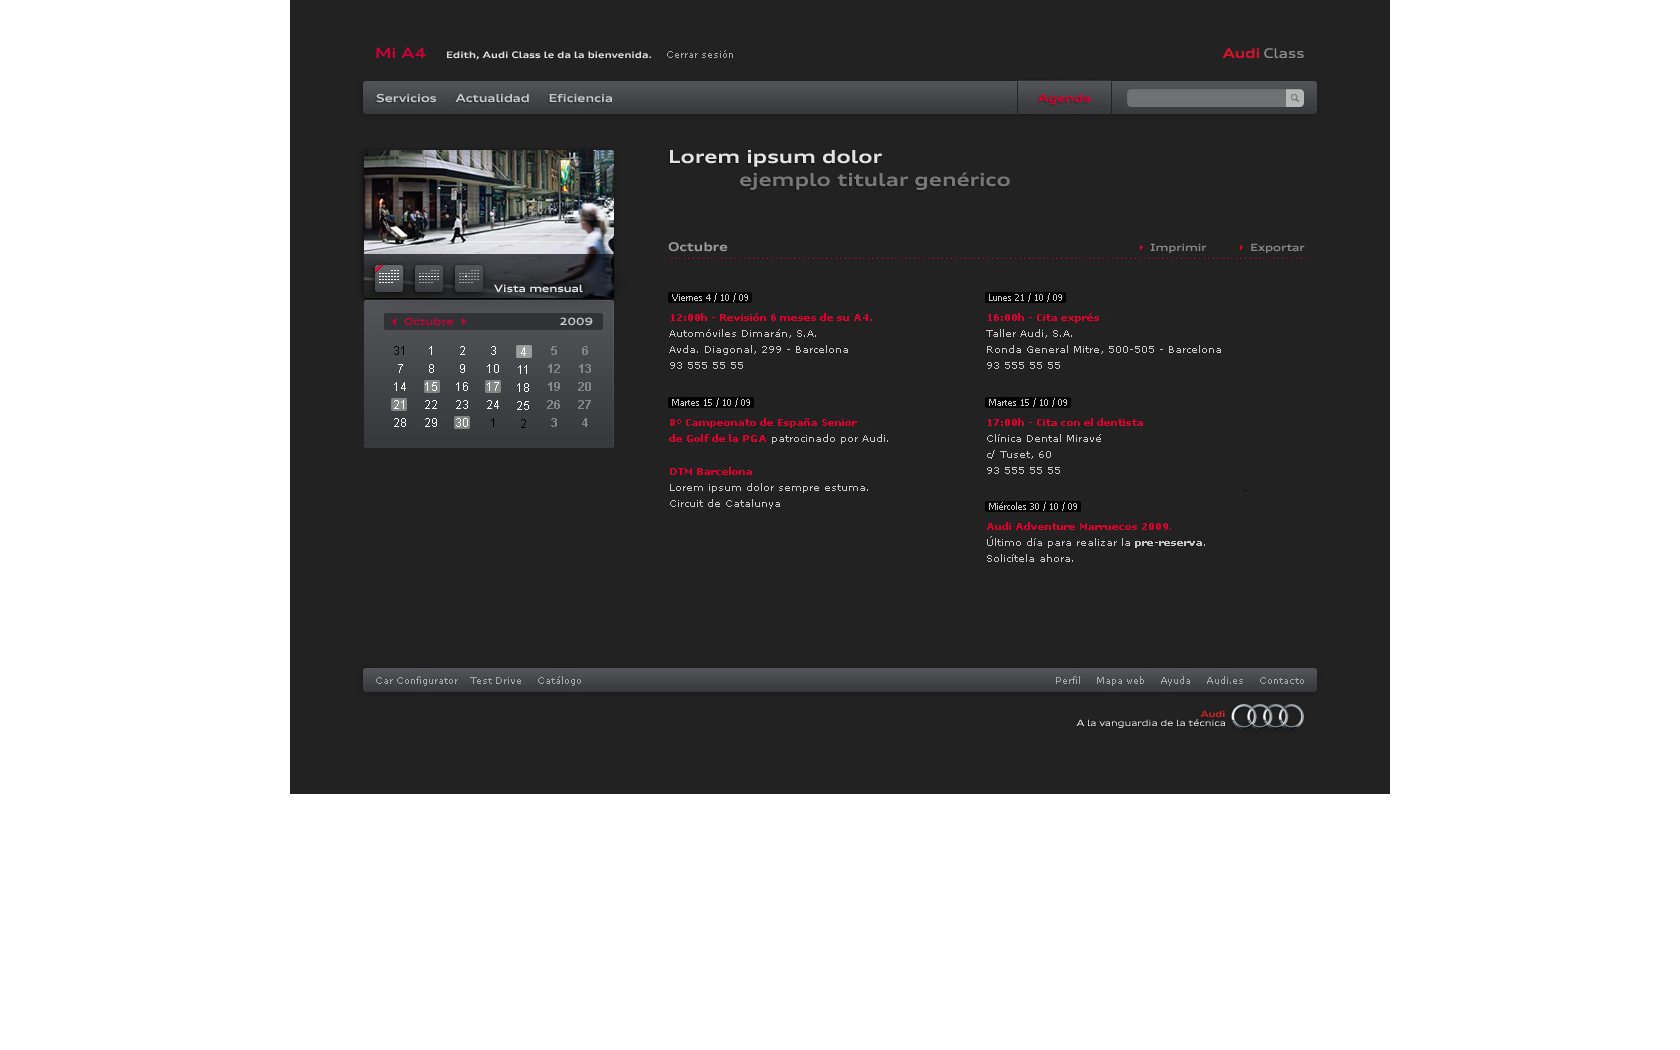 Mi A4
Edith, Audi Class le da la bienvenida.
Cerrar sesión
Audi Class
Servicios
Actualidad
Eficiencia
Agenda
Lorem ipsum dolor
ejemplo titular genérico
Vista mensual
Octubre
2009
31 1 2 3 4 5 6
7 8 9 10 11 12 13
14 15 16 17 18 19 20
21 22 23 24 25 26 27
28 29 30 1 2 3 4
Octubre
Imprimir
Exportar
Viernes 4 / 10 / 09
12:00h - Revisión 6 meses de su A4.
Automóviles Dimarán, S.A.
Avda. Diagonal, 299 - Barcelona
93 555 55 55
Martes 15 / 10 / 09
8º Campeonato de España Senior
de Golf de la PGA patrocinado por Audi.
DTM Barcelona
Lorem ipsum dolor sempre estuma.
Circuit de Catalunya
Lunes 21 / 10 / 09
16:00h - Cita exprés
Taller Audi, S.A.
Ronda General Mitre, 500-505 - Barcelona
93 555 55 55
Martes 15 / 10 / 09
17:00h - Cita con el dentista
Clínica Dental Miravé
c/ Tuset, 60
93 555 55 55
Miércoles 30 / 10 / 09
Audi Adventure Marruecos 2009.
Último día para realizar la pre-reserva.
Solicítela ahora.
Car Configurator
Test Drive
Catálogo
Perfil
Mapa web
Ayuda
Audi.es
Contacto
Audi
A la vanguardia de la técnica